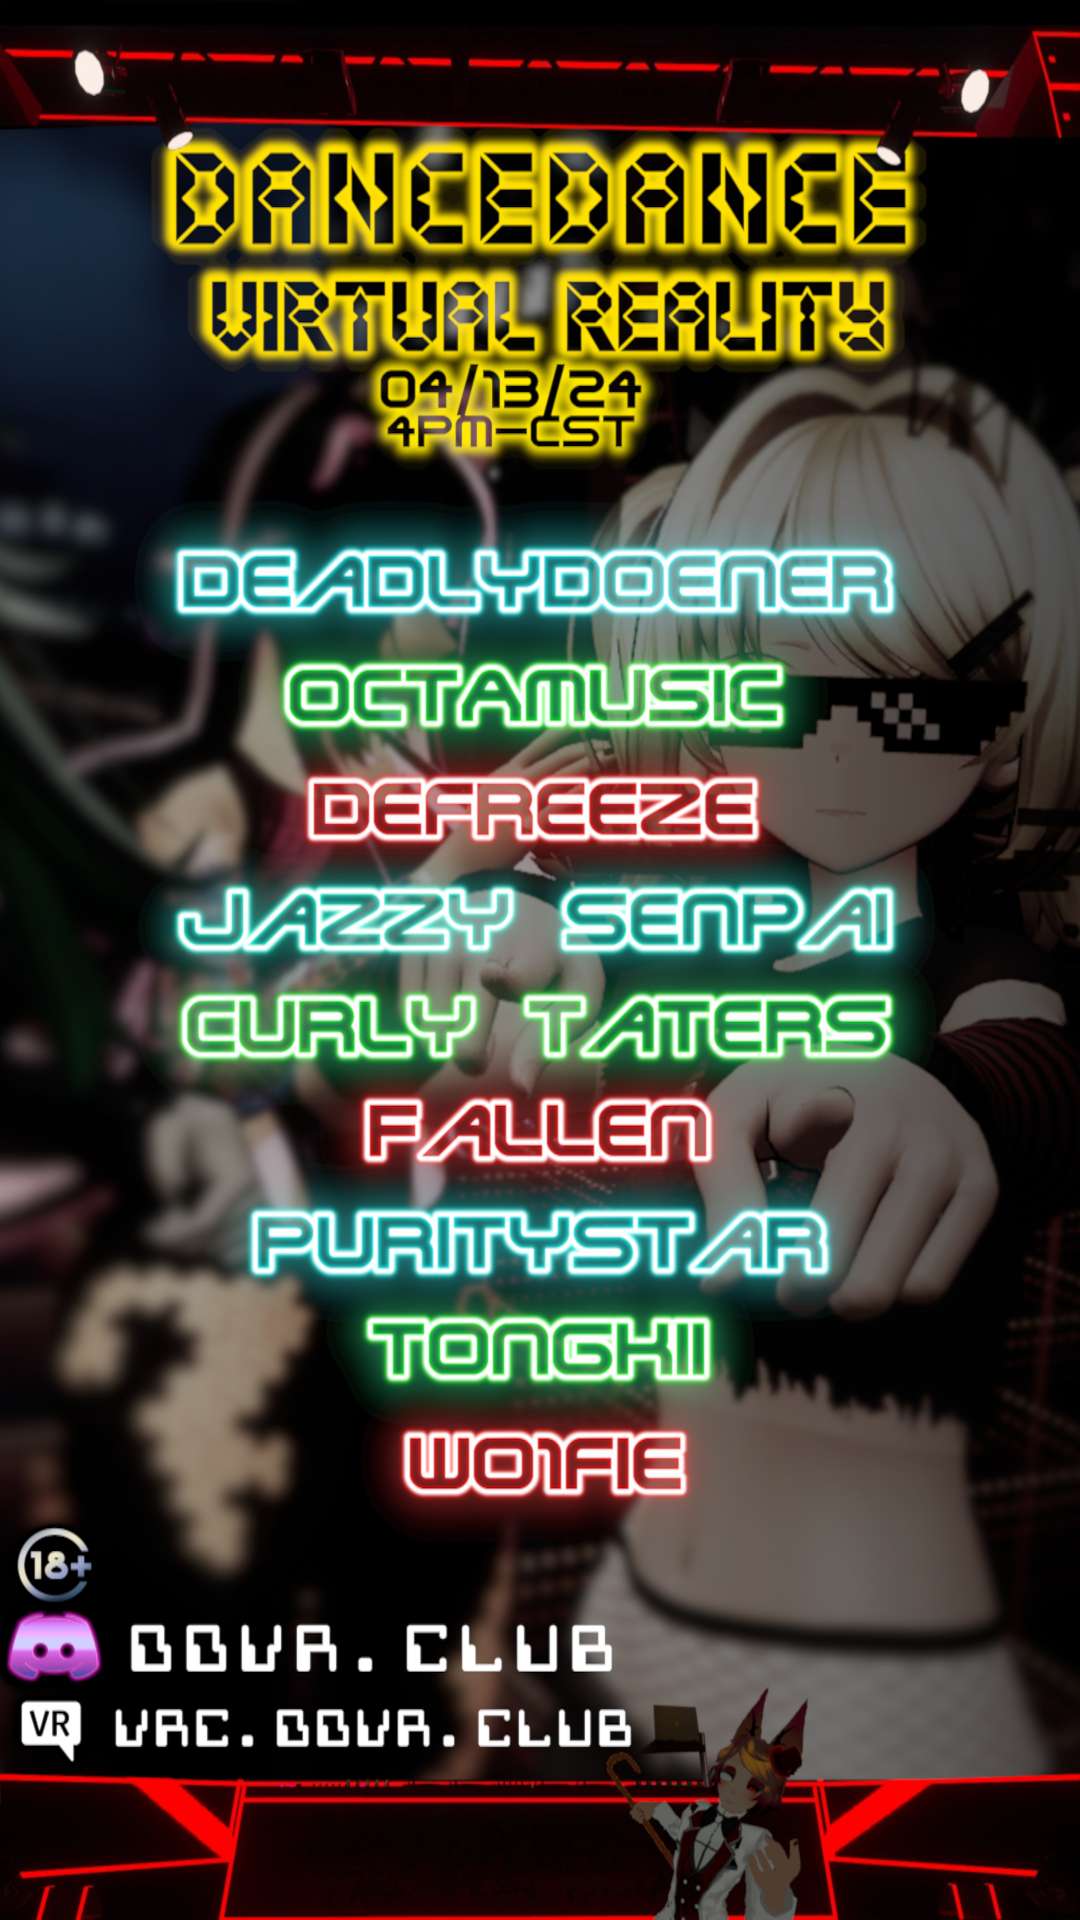 DANCEDANCE
VIRTUAL REALITY
04/13/24
4PM-CST
DEADLYDOENER
OCTAMUSIC
DEFREEZE
JAZZY SENPAI
CURLY TATERS
FALLEN
PURITYSTAR
TONGKII
WO1FIE
18+
DDVR.CLUB
VR VRC.DDVR.CLUB